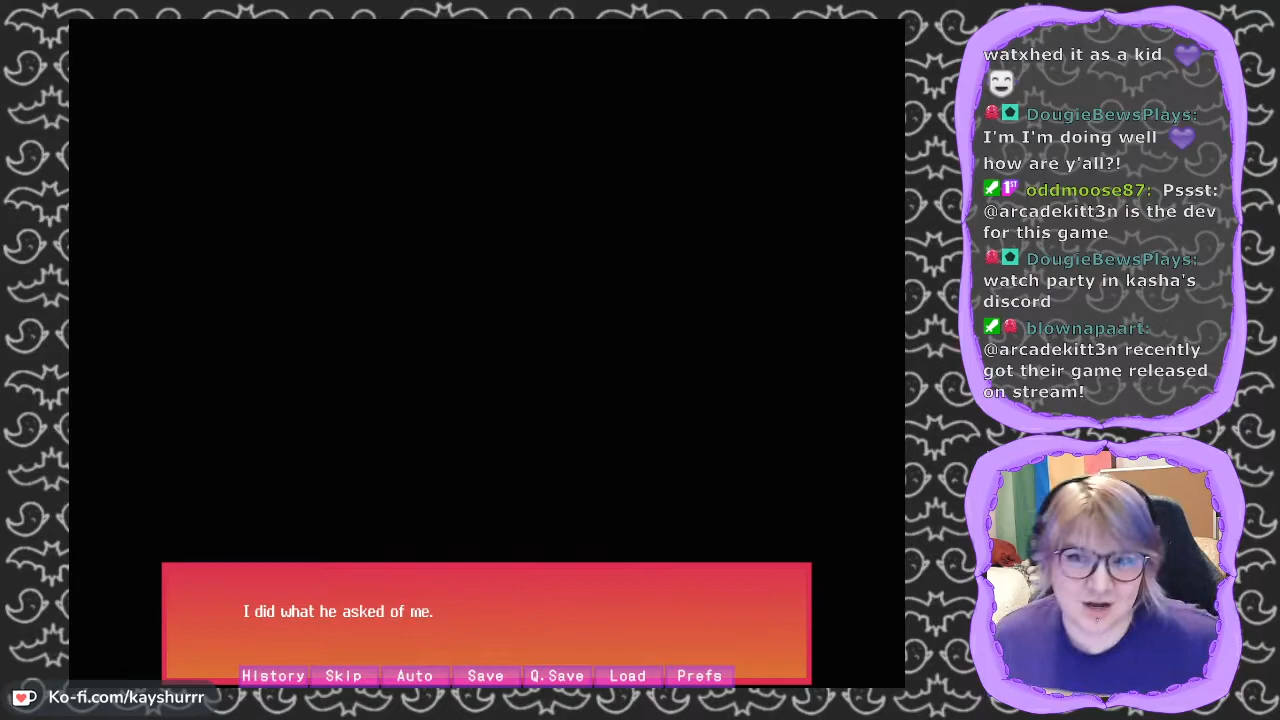 watxhed it as a kid
DougieBewsPlays:
I'm I'm doing well
how are y'all?!
1ST oddmoose87: Pssst:
@arcadekitt3n is the dev
for this game
DougieBewsPlays:
watch party in kasha's
discord
blownapaart:
@arcadekitt3n recently
got their game released
on stream!
I did what he asked of me.
History Skip Auto Save Q.Save Load Prefs
Ko-fi.com/kayshurrr